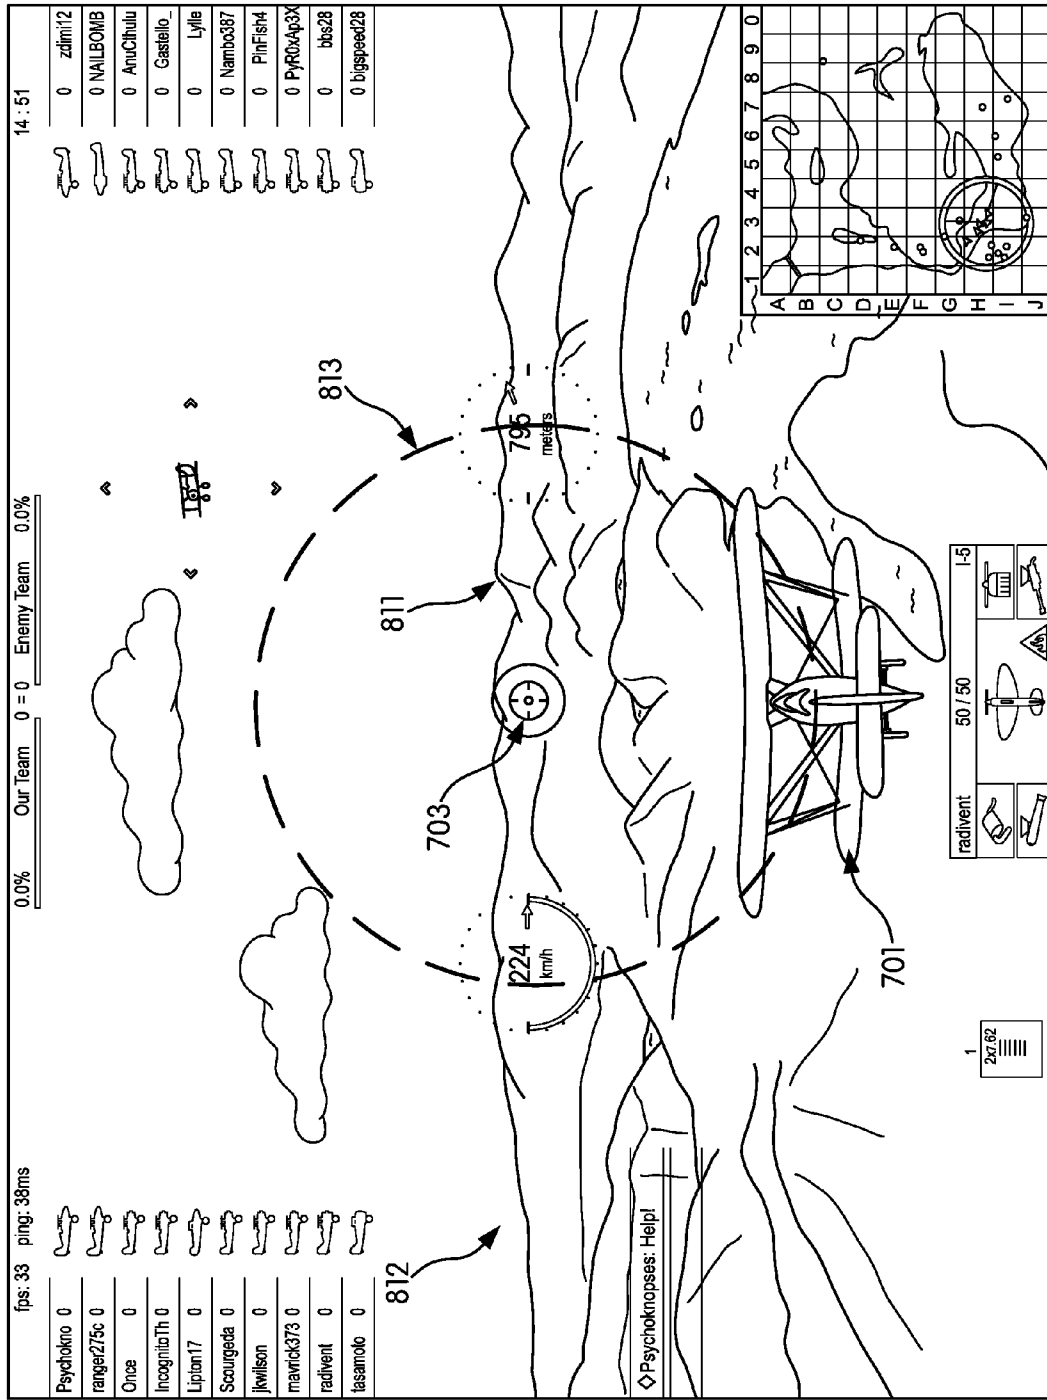 fps: 33 ping: 38ms
0.0% Our Team 0 = 0 Enemy Team 0.0%
14 : 51
Psychokno 0
ranger275c 0
Once 0
IncognitoTh 0
Lipton17 0
Scourgeda 0
jkwilson 0
mavrick373 0
radivent 0
tasamoto 0
0 zdimi12
0 NAILBOMB
0 AnuClhulu
0 Gastello_
0 Lylle
0 Nambo387
0 PinFish4
0 PyR0xAp3X
0 bbs28
0 bigspeed28
813
811
812
703
701
224
km/h
795
meters
◇Psychoknopses: Help!
1
2x7.62
radivent 50 / 50 I-5
1 2 3 4 5 6 7 8 9 0
A
B
C
D
E
F
G
H
I
J